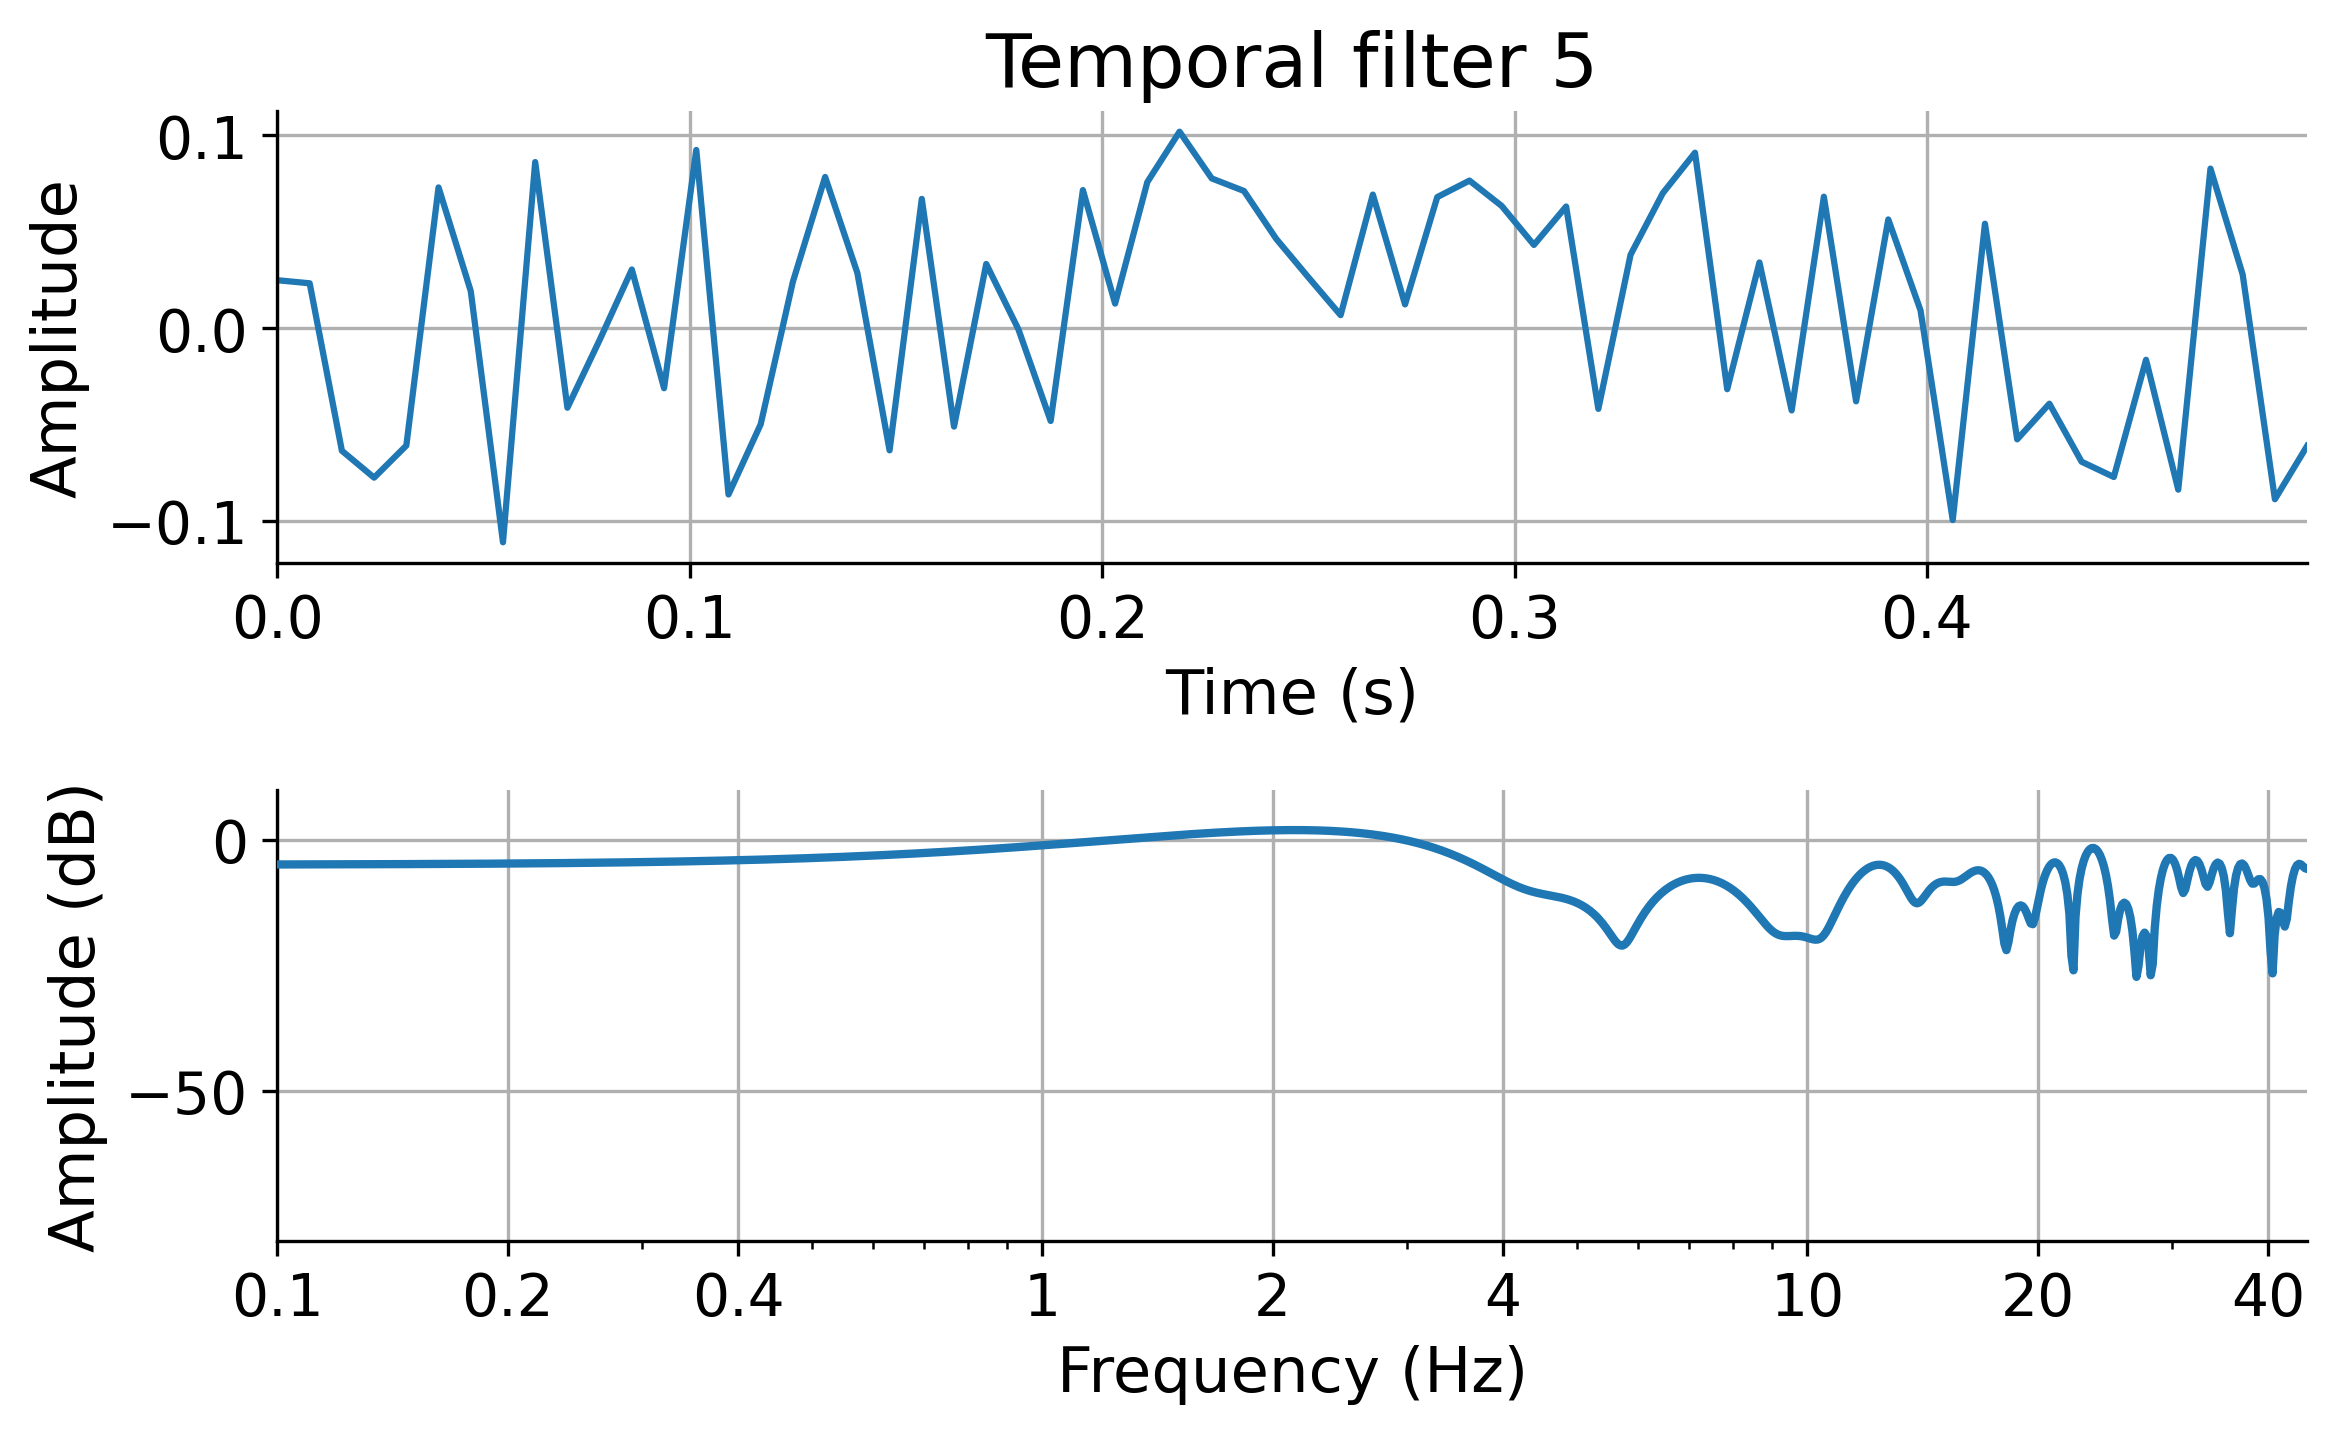 Temporal filter 5
Amplitude
0.1
0.0
−0.1
0.0 0.1 0.2 0.3 0.4
Time (s)
Amplitude (dB)
0
−50
0.1 0.2 0.4 1 2 4 10 20 40
Frequency (Hz)